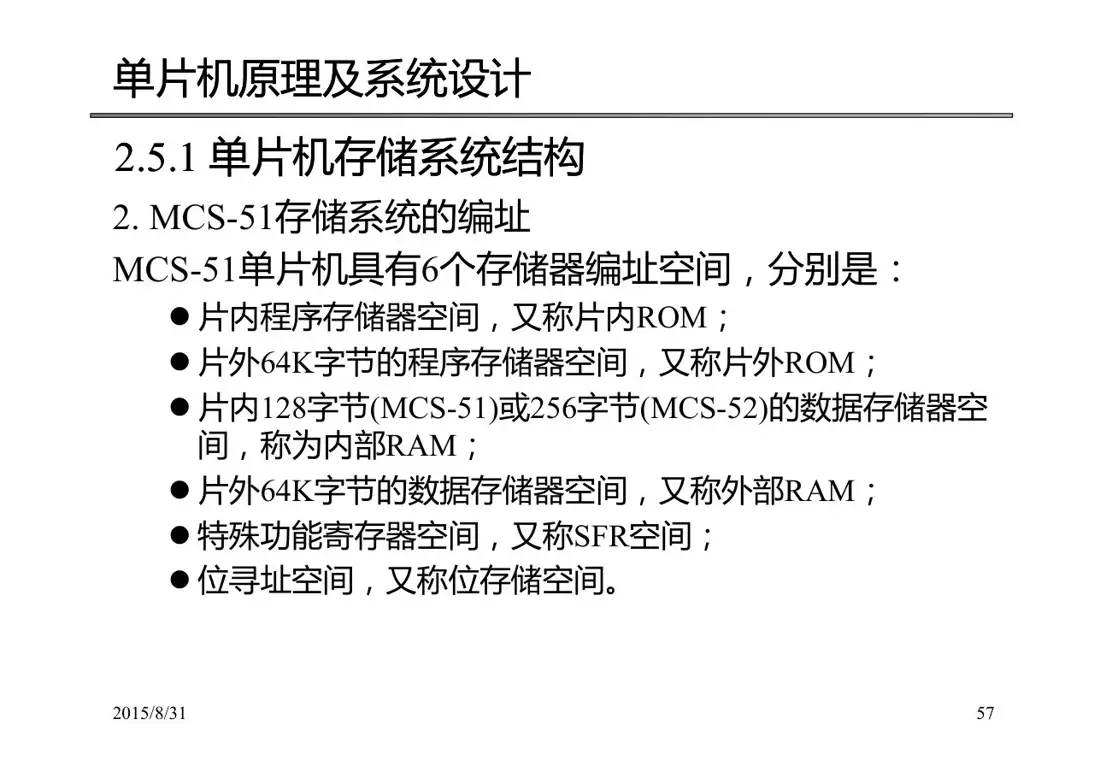 单片机原理及系统设计
2.5.1 单片机存储系统结构
2. MCS-51存储系统的编址
MCS-51单片机具有6个存储器编址空间，分别是：
●片内程序存储器空间，又称片内ROM；
●片外64K字节的程序存储器空间，又称片外ROM；
●片内128字节(MCS-51)或256字节(MCS-52)的数据存储器空
间，称为内部RAM；
●片外64K字节的数据存储器空间，又称外部RAM；
●特殊功能寄存器空间，又称SFR空间；
●位寻址空间，又称位存储空间。
2015/8/31
57